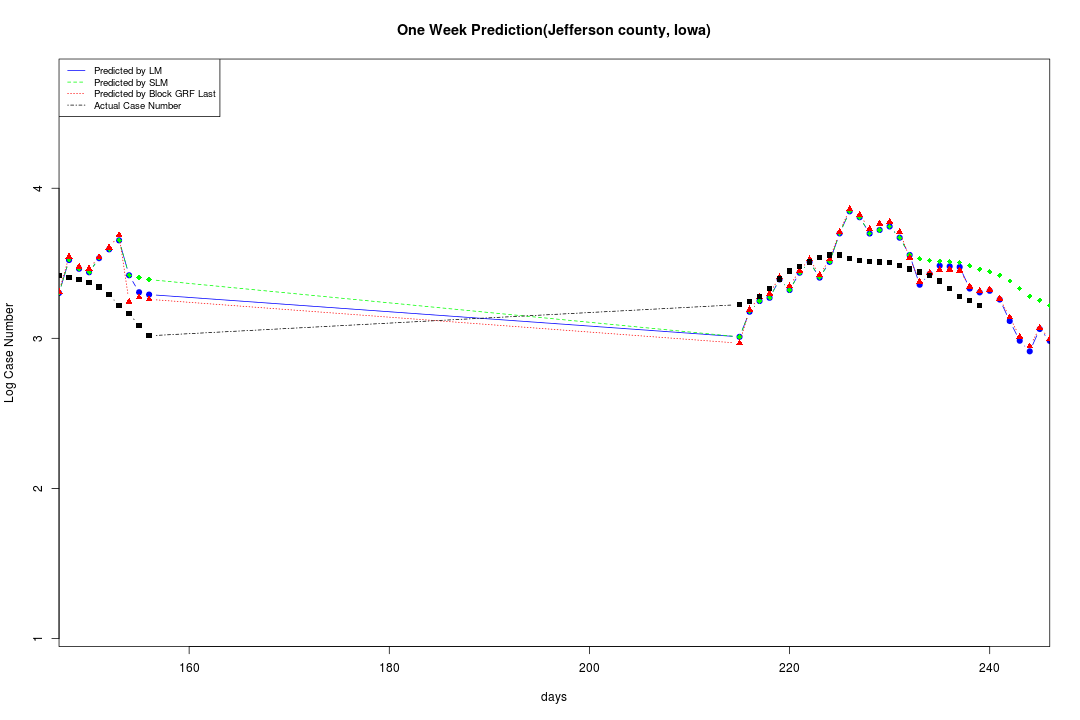 One Week Prediction(Jefferson county, Iowa)
Predicted by LM
Predicted by SLM
Predicted by Block GRF Last
Actual Case Number
4
3
2
1
Log Case Number
160 180 200 220 240
days